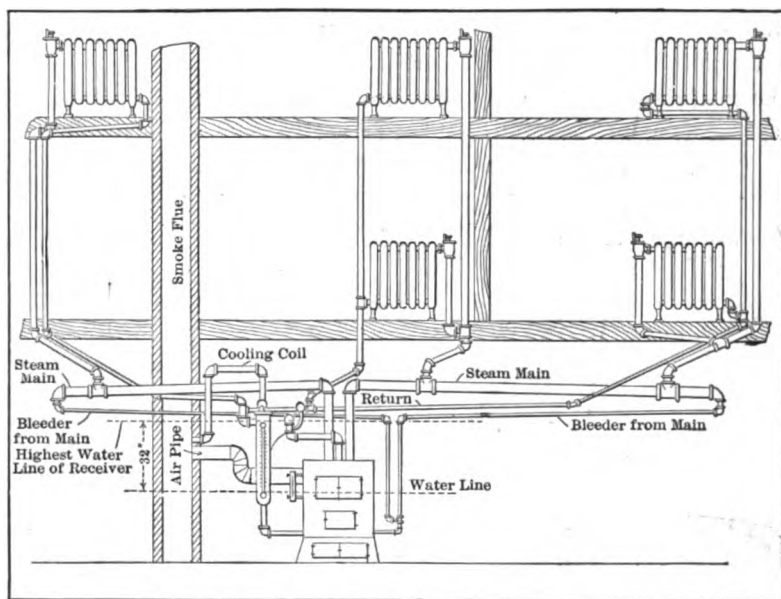 Smoke Flue
Cooling Coil
Steam
Main
Steam Main
Return
Bleeder
from Main
Bleeder from Main
Highest Water
Line of Receiver
32"
Air Pipe
Water Line